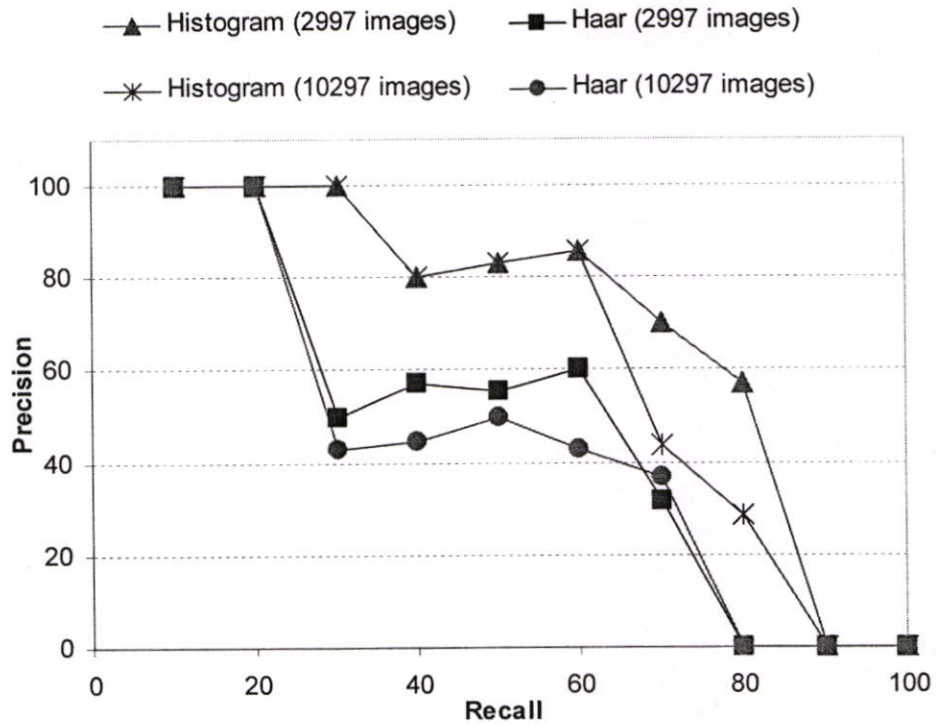 Histogram (2997 images) Haar (2997 images)
Histogram (10297 images) Haar (10297 images)
100
80
60
40
20
0
Precision
0 20 40 60 80 100
Recall